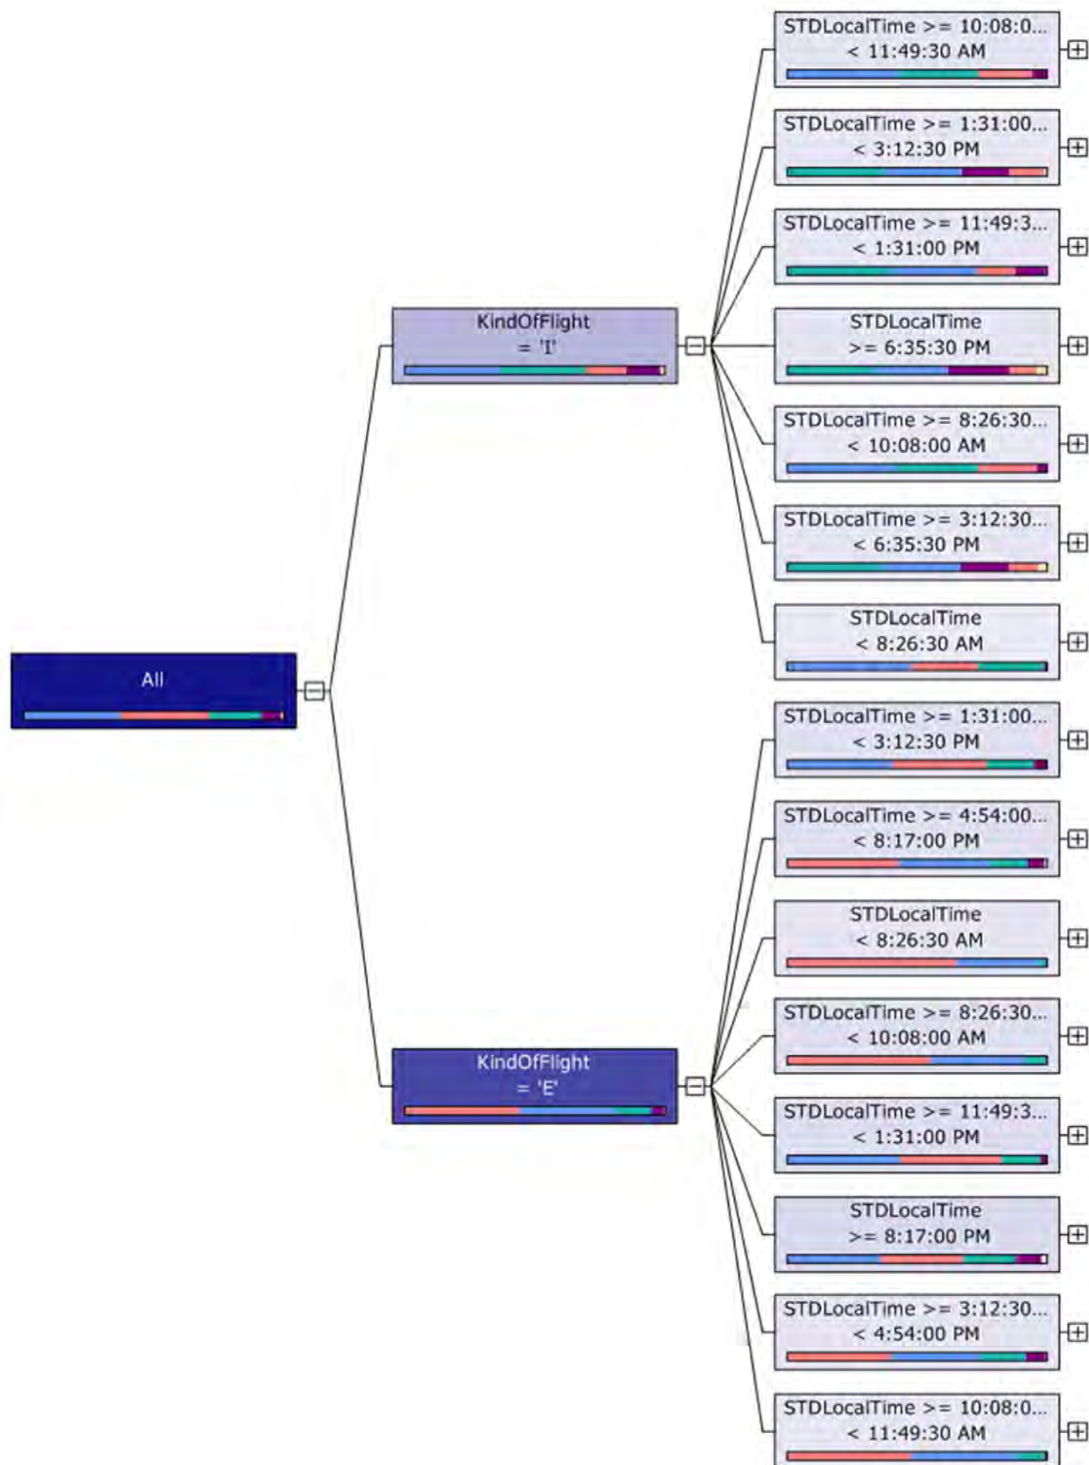 STDLocalTime >= 10:08:0...
< 11:49:30 AM
STDLocalTime >= 1:31:00...
< 3:12:30 PM
STDLocalTime >= 11:49:3...
< 1:31:00 PM
KindOfFlight
= 'I'
STDLocalTime
>= 6:35:30 PM
STDLocalTime >= 8:26:30...
< 10:08:00 AM
STDLocalTime >= 3:12:30...
< 6:35:30 PM
STDLocalTime
< 8:26:30 AM
All
STDLocalTime >= 1:31:00...
< 3:12:30 PM
STDLocalTime >= 4:54:00...
< 8:17:00 PM
STDLocalTime
< 8:26:30 AM
STDLocalTime >= 8:26:30...
< 10:08:00 AM
KindOfFlight
= 'E'
STDLocalTime >= 11:49:3...
< 1:31:00 PM
STDLocalTime
>= 8:17:00 PM
STDLocalTime >= 3:12:30...
< 4:54:00 PM
STDLocalTime >= 10:08:0...
< 11:49:30 AM